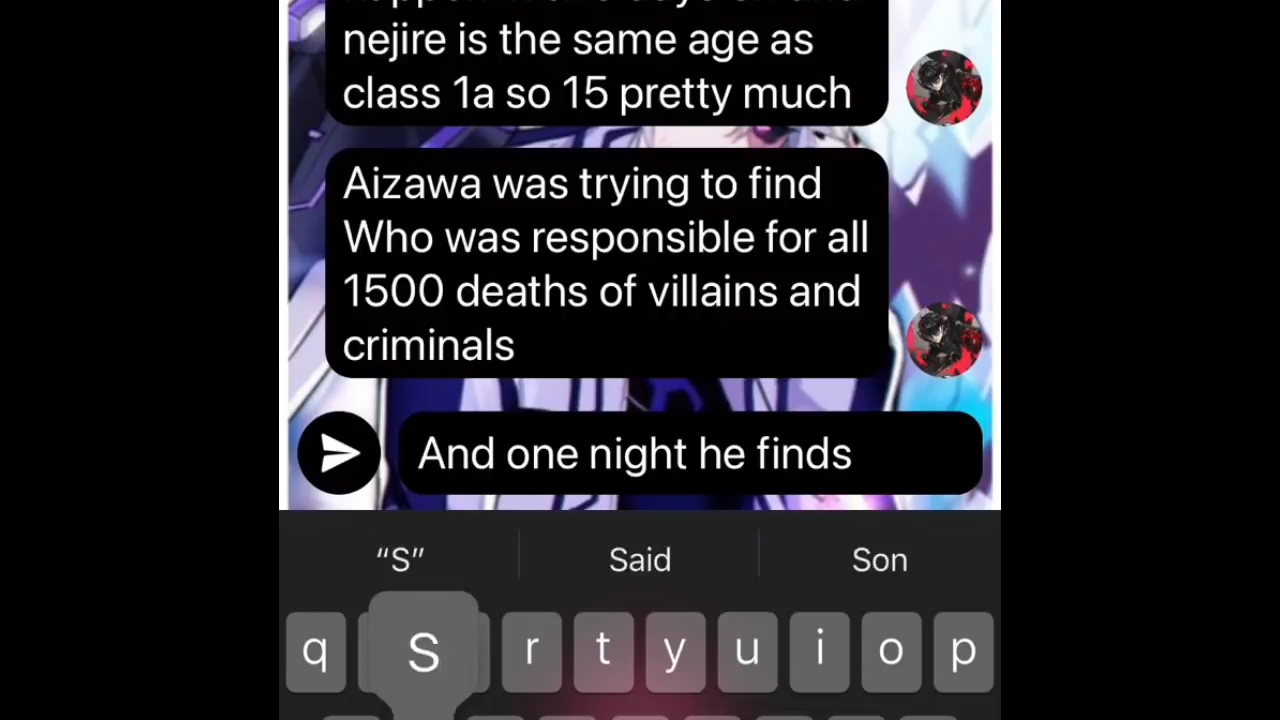 nejire is the same age as
class 1a so 15 pretty much
Aizawa was trying to find
Who was responsible for all
1500 deaths of villains and
criminals
And one night he finds
“S” Said Son
q S r t y u i o p